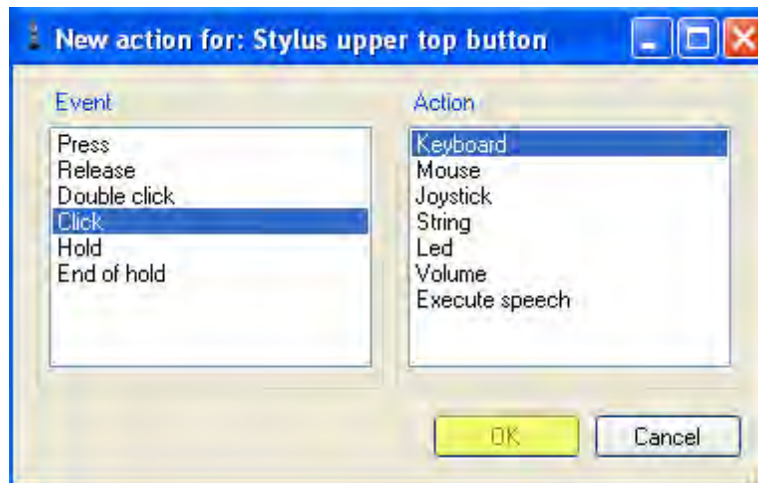 New action for: Stylus upper top button
Event
Press
Release
Double click
Click
Hold
End of hold
Action
Keyboard
Mouse
Joystick
String
Led
Volume
Execute speech
OK
Cancel